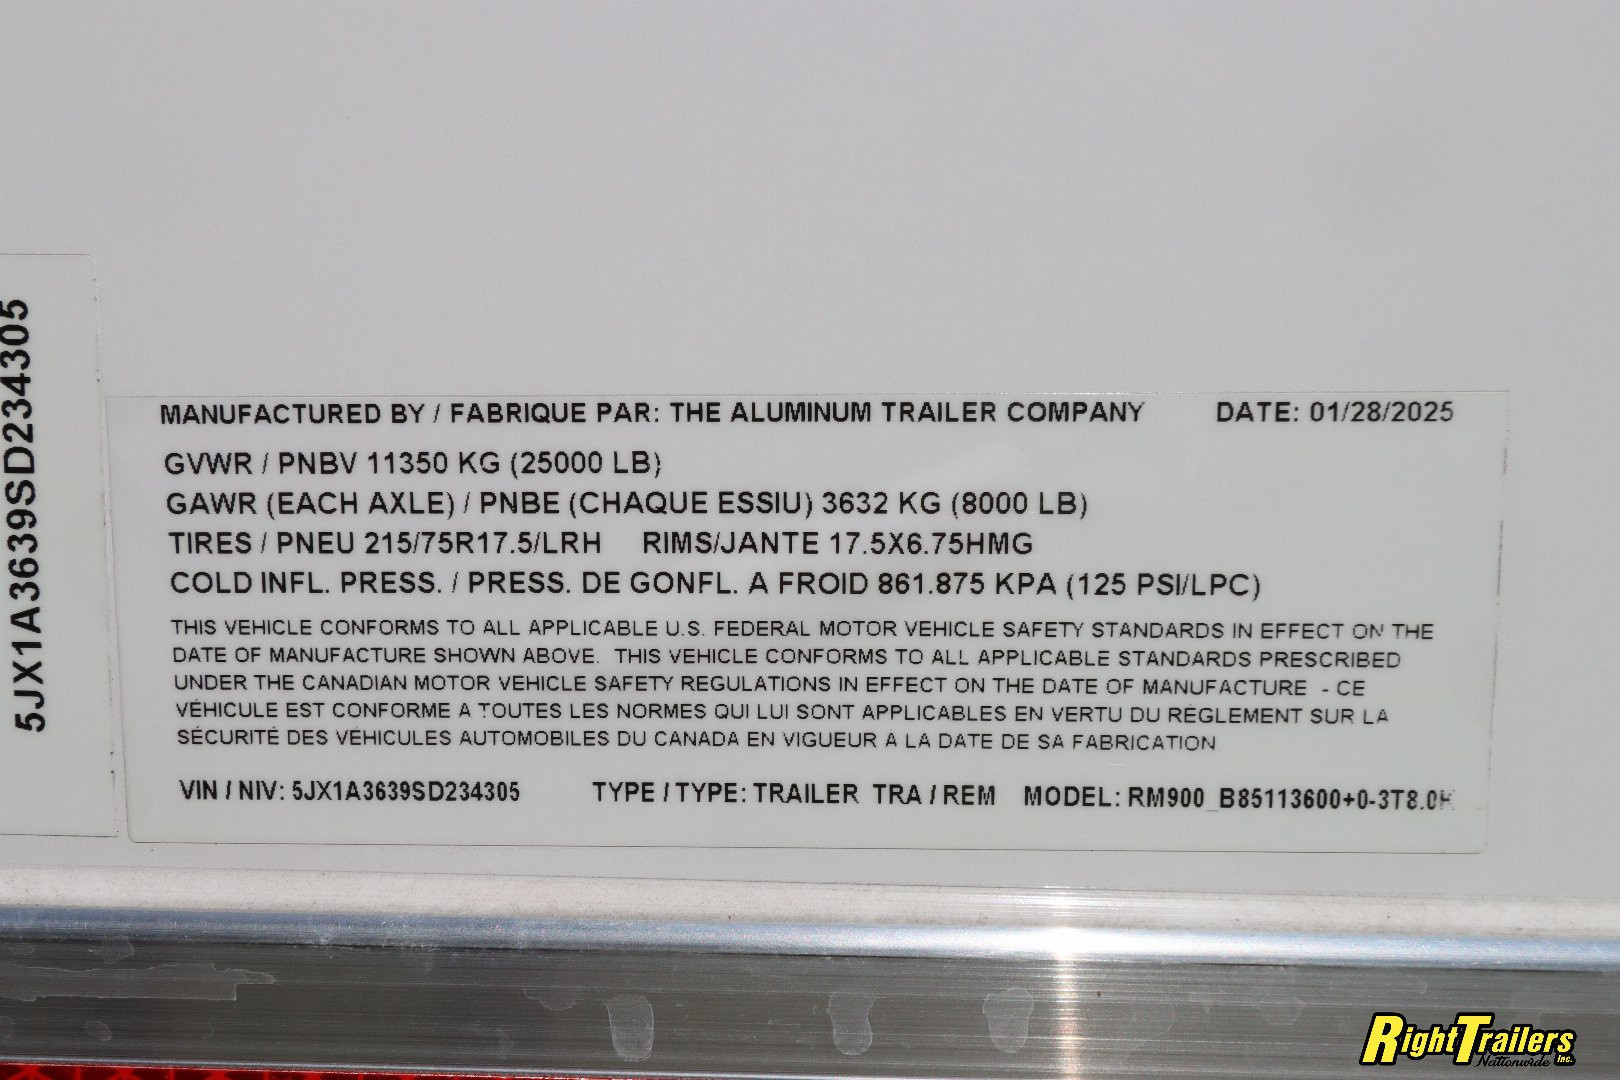 5JX1A3639SD234305
MANUFACTURED BY / FABRIQUE PAR: THE ALUMINUM TRAILER COMPANY DATE: 01/28/2025
GVWR / PNBV 11350 KG (25000 LB)
GAWR (EACH AXLE) / PNBE (CHAQUE ESSIU) 3632 KG (8000 LB)
TIRES / PNEU 215/75R17.5/LRH RIMS/JANTE 17.5X6.75HMG
COLD INFL. PRESS. / PRESS. DE GONFL. A FROID 861.875 KPA (125 PSI/LPC)
THIS VEHICLE CONFORMS TO ALL APPLICABLE U.S. FEDERAL MOTOR VEHICLE SAFETY STANDARDS IN EFFECT ON THE
DATE OF MANUFACTURE SHOWN ABOVE. THIS VEHICLE CONFORMS TO ALL APPLICABLE STANDARDS PRESCRIBED
UNDER THE CANADIAN MOTOR VEHICLE SAFETY REGULATIONS IN EFFECT ON THE DATE OF MANUFACTURE - CE
VÉHICULE EST CONFORME A TOUTES LES NORMES QUI LUI SONT APPLICABLES EN VERTU DU RÈGLEMENT SUR LA
SÉCURITÉ DES VÉHICULES AUTOMOBILES DU CANADA EN VIGUEUR A LA DATE DE SA FABRICATION
VIN / NIV: 5JX1A3639SD234305 TYPE / TYPE: TRAILER TRA / REM MODEL: RM900_B85113600+0-3T8.0K
RightTrailers
Nationwide Inc.